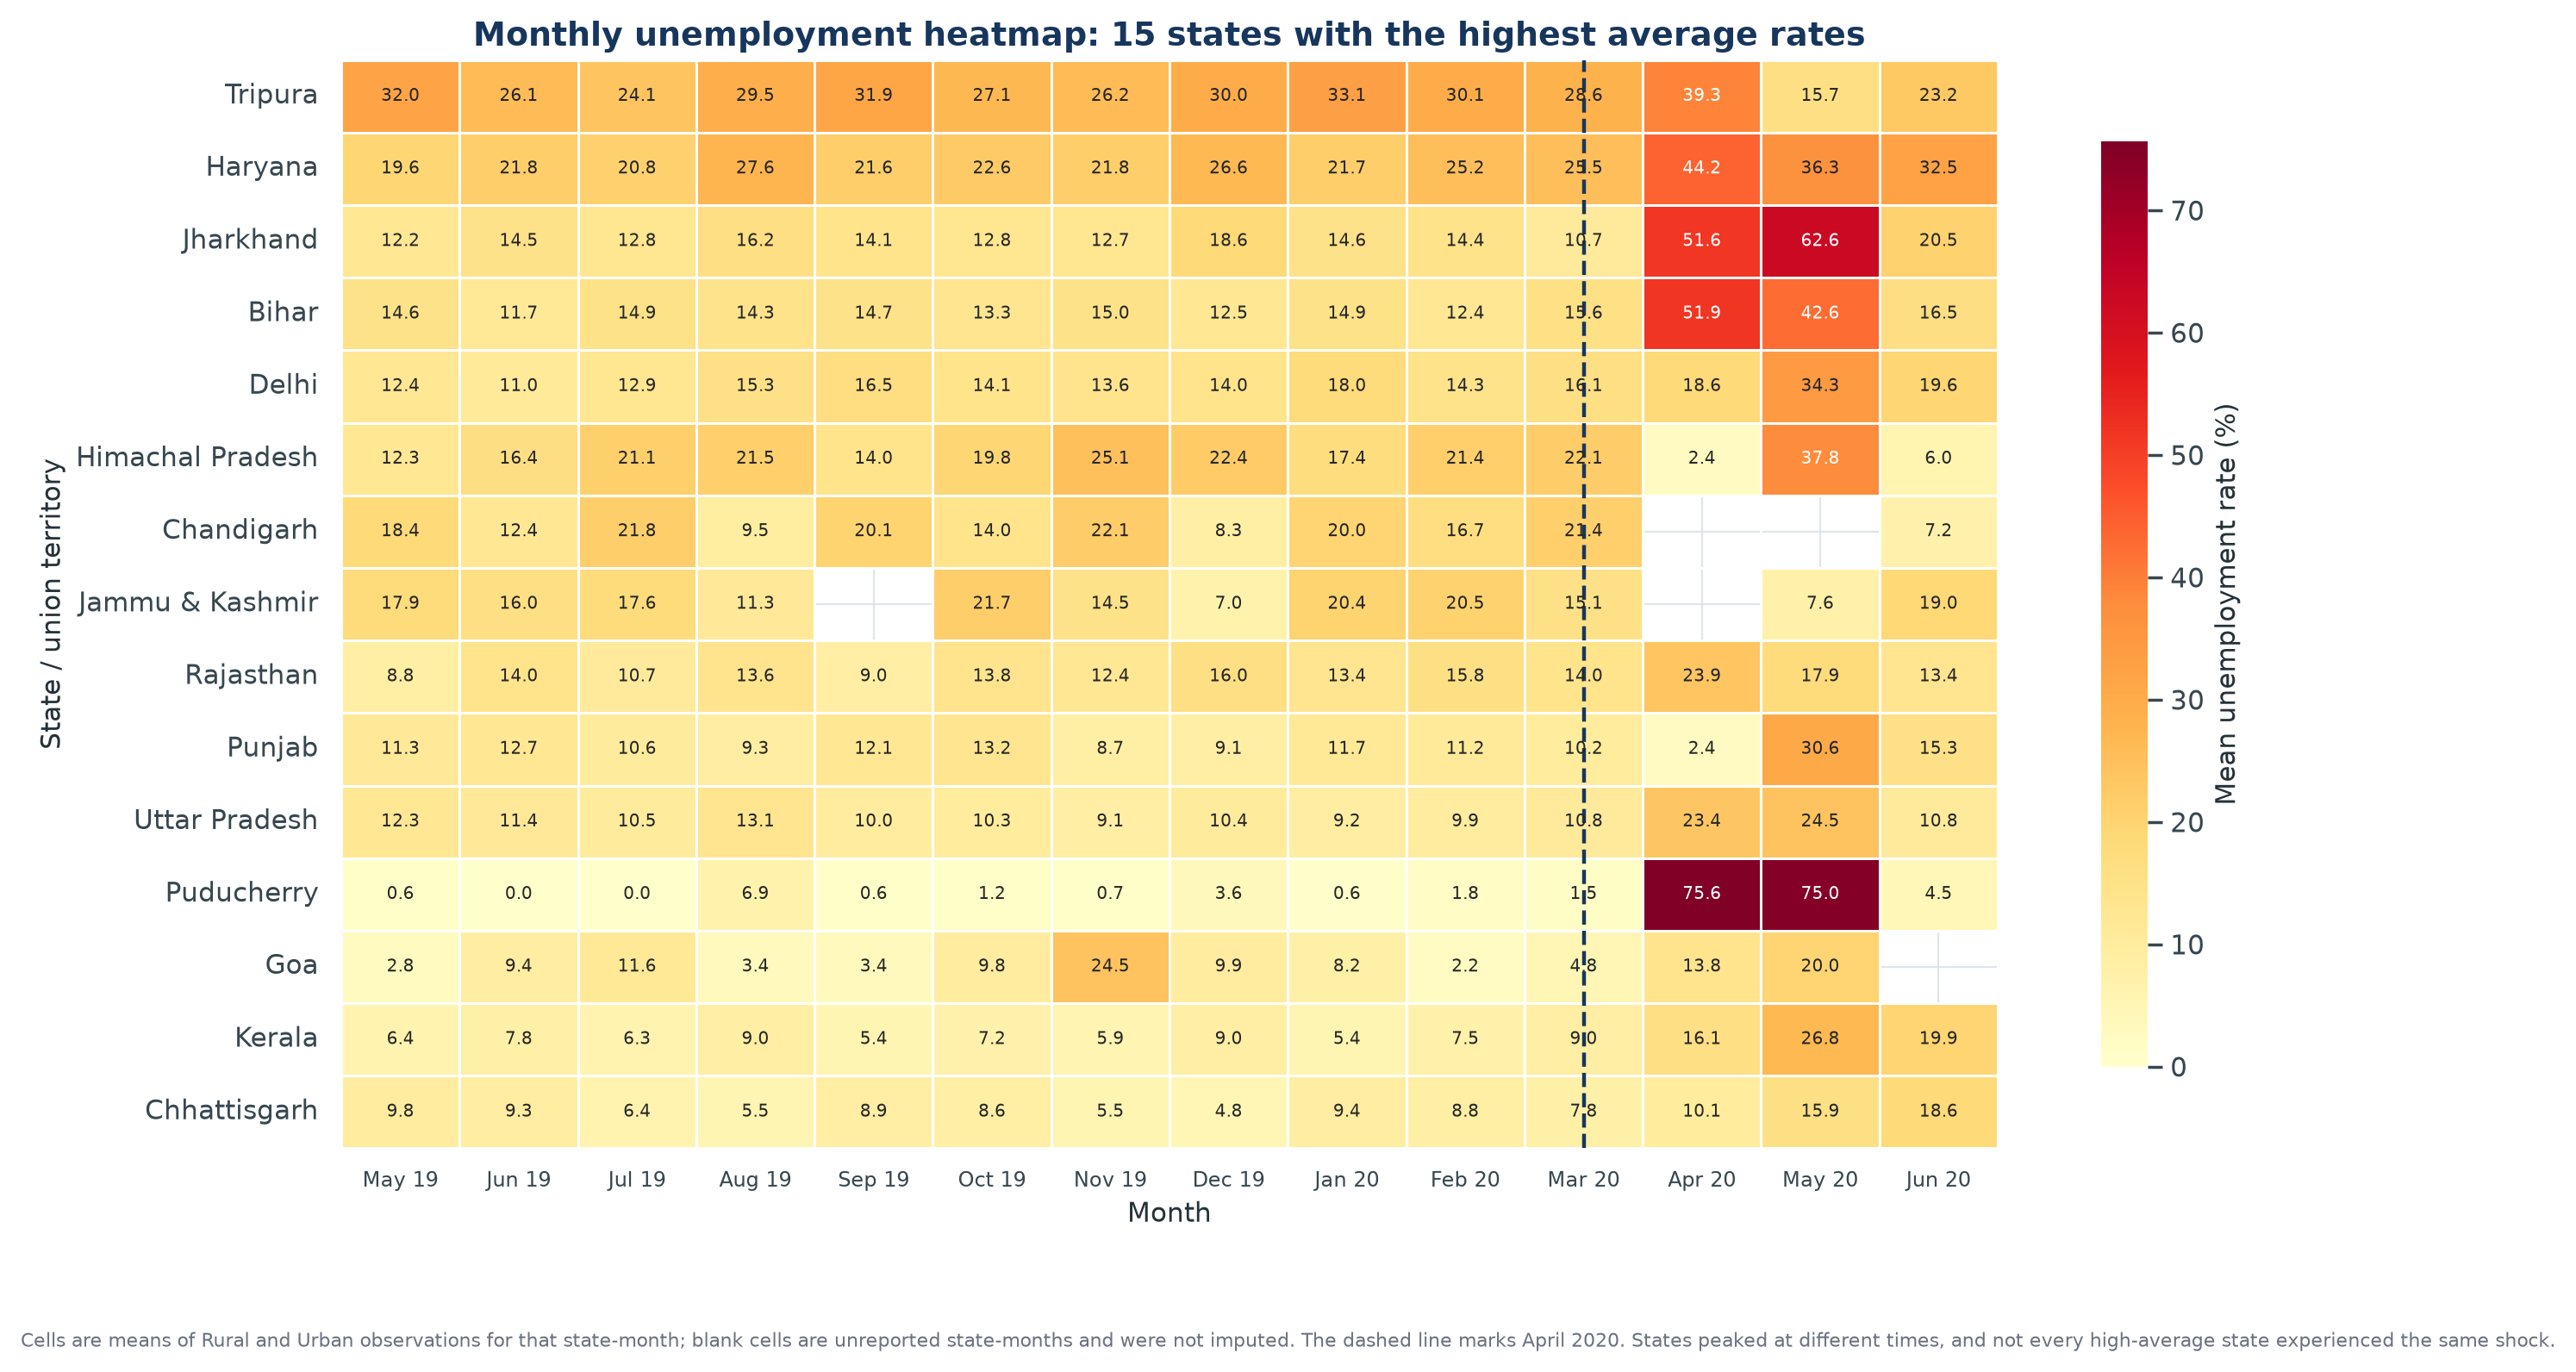 Monthly unemployment heatmap: 15 states with the highest average rates
State / union territory
Tripura 32.0 26.1 24.1 29.5 31.9 27.1 26.2 30.0 33.1 30.1 28.6 39.3 15.7 23.2
Haryana 19.6 21.8 20.8 27.6 21.6 22.6 21.8 26.6 21.7 25.2 25.5 44.2 36.3 32.5
Jharkhand 12.2 14.5 12.8 16.2 14.1 12.8 12.7 18.6 14.6 14.4 10.7 51.6 62.6 20.5
Bihar 14.6 11.7 14.9 14.3 14.7 13.3 15.0 12.5 14.9 12.4 15.6 51.9 42.6 16.5
Delhi 12.4 11.0 12.9 15.3 16.5 14.1 13.6 14.0 18.0 14.3 16.1 18.6 34.3 19.6
Himachal Pradesh 12.3 16.4 21.1 21.5 14.0 19.8 25.1 22.4 17.4 21.4 22.1 2.4 37.8 6.0
Chandigarh 18.4 12.4 21.8 9.5 20.1 14.0 22.1 8.3 20.0 16.7 21.4 7.2
Jammu & Kashmir 17.9 16.0 17.6 11.3 21.7 14.5 7.0 20.4 20.5 15.1 7.6 19.0
Rajasthan 8.8 14.0 10.7 13.6 9.0 13.8 12.4 16.0 13.4 15.8 14.0 23.9 17.9 13.4
Punjab 11.3 12.7 10.6 9.3 12.1 13.2 8.7 9.1 11.7 11.2 10.2 2.4 30.6 15.3
Uttar Pradesh 12.3 11.4 10.5 13.1 10.0 10.3 9.1 10.4 9.2 9.9 10.8 23.4 24.5 10.8
Puducherry 0.6 0.0 0.0 6.9 0.6 1.2 0.7 3.6 0.6 1.8 1.5 75.6 75.0 4.5
Goa 2.8 9.4 11.6 3.4 3.4 9.8 24.5 9.9 8.2 2.2 4.8 13.8 20.0
Kerala 6.4 7.8 6.3 9.0 5.4 7.2 5.9 9.0 5.4 7.5 9.0 16.1 26.8 19.9
Chhattisgarh 9.8 9.3 6.4 5.5 8.9 8.6 5.5 4.8 9.4 8.8 7.8 10.1 15.9 18.6
May 19 Jun 19 Jul 19 Aug 19 Sep 19 Oct 19 Nov 19 Dec 19 Jan 20 Feb 20 Mar 20 Apr 20 May 20 Jun 20
Month
70
60
50
40
30
20
10
0
Mean unemployment rate (%)
Cells are means of Rural and Urban observations for that state-month; blank cells are unreported state-months and were not imputed. The dashed line marks April 2020. States peaked at different times, and not every high-average state experienced the same shock.